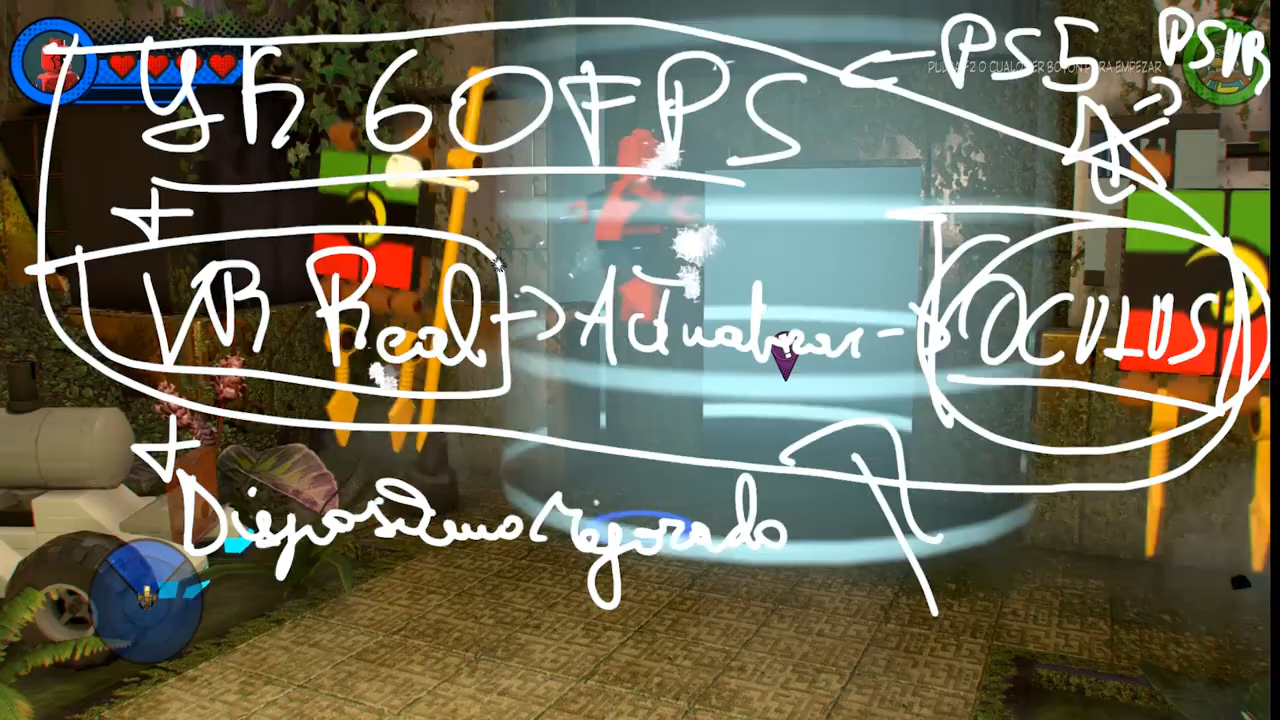 PS5 PSVR
4K 60FPS
PULSA F2 O CUALQUIER BOTÓN PARA EMPEZAR
+
VR Real → Actualizar → OCULUS
+
Dispositivo Mejorado